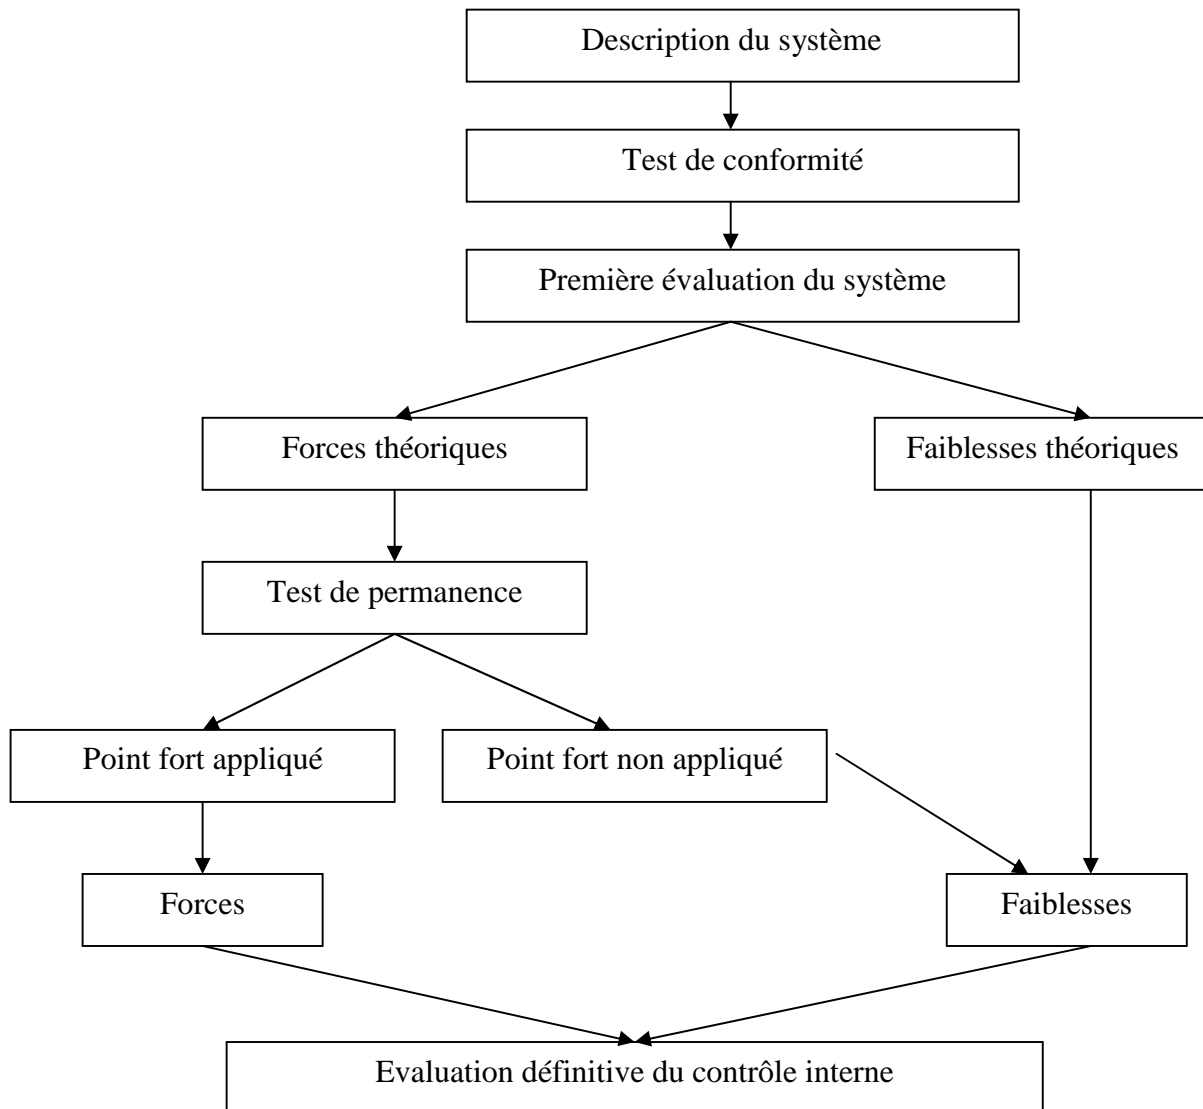 Description du système
Test de conformité
Première évaluation du système
Forces théoriques
Faiblesses théoriques
Test de permanence
Point fort appliqué
Point fort non appliqué
Forces
Faiblesses
Evaluation définitive du contrôle interne